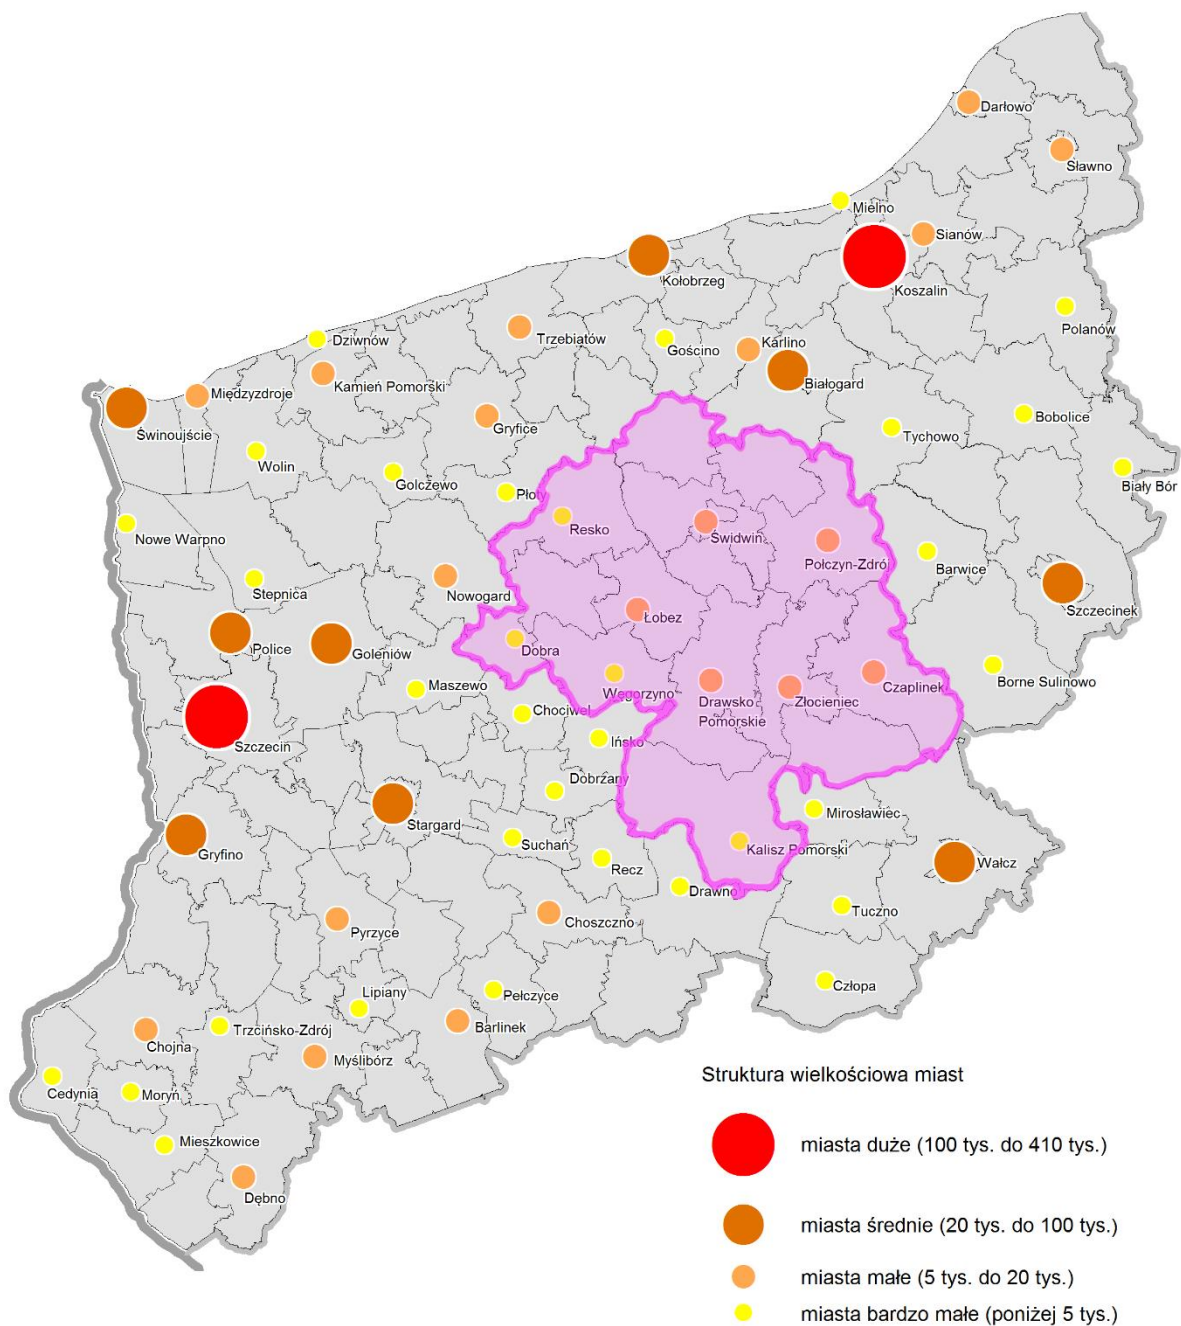 Darłowo
Sławno
Mielno
Sianów
Kołobrzeg
Koszalin
Polanów
Dziwnów
Trzebiatów
Gościno
Karlino
Białogard
Kamień Pomorski
Międzyzdroje
Świnoujście
Gryfice
Tychowo
Bobolice
Wolin
Golczewo
Płoty
Biały Bór
Nowe Warpno
Resko
Świdwin
Połczyn-Zdrój
Barwice
Stepnica
Nowogard
Szczecinek
Łobez
Police
Goleniów
Dobra
Maszewo
Węgorzyno
Drawsko
Pomorskie
Złocieniec
Czaplinek
Borne Sulinowo
Chociwel
Szczecin
Ińsko
Dobrzany
Stargard
Mirosławiec
Gryfino
Suchań
Recz
Kalisz Pomorski
Wałcz
Drawno
Tuczno
Pyrzyce
Choszczno
Lipiany
Pełczyce
Człopa
Chojna
Trzcińsko-Zdrój
Barlinek
Myślibórz
Cedynia
Moryń
Mieszkowice
Dębno
Struktura wielkościowa miast
miasta duże (100 tys. do 410 tys.)
miasta średnie (20 tys. do 100 tys.)
miasta małe (5 tys. do 20 tys.)
miasta bardzo małe (poniżej 5 tys.)